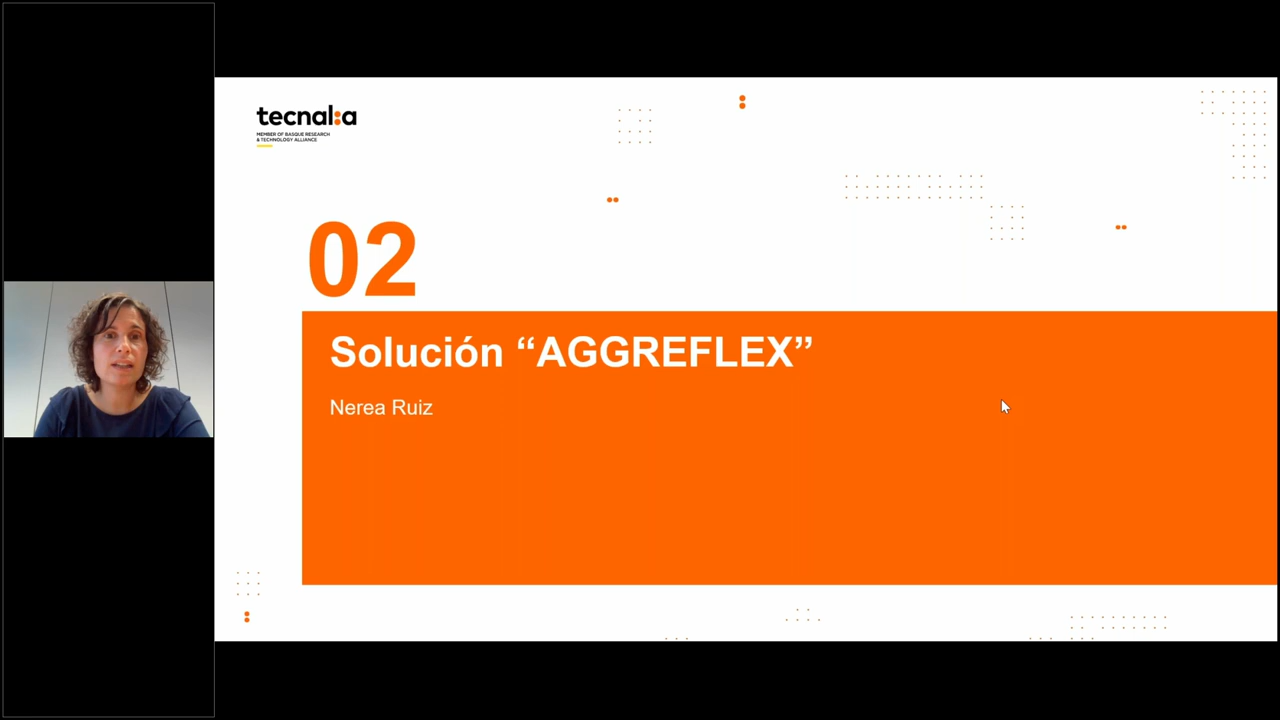 tecnal:a
MEMBER OF BASQUE RESEARCH
& TECHNOLOGY ALLIANCE
02
Solución “AGGREFLEX”
Nerea Ruiz